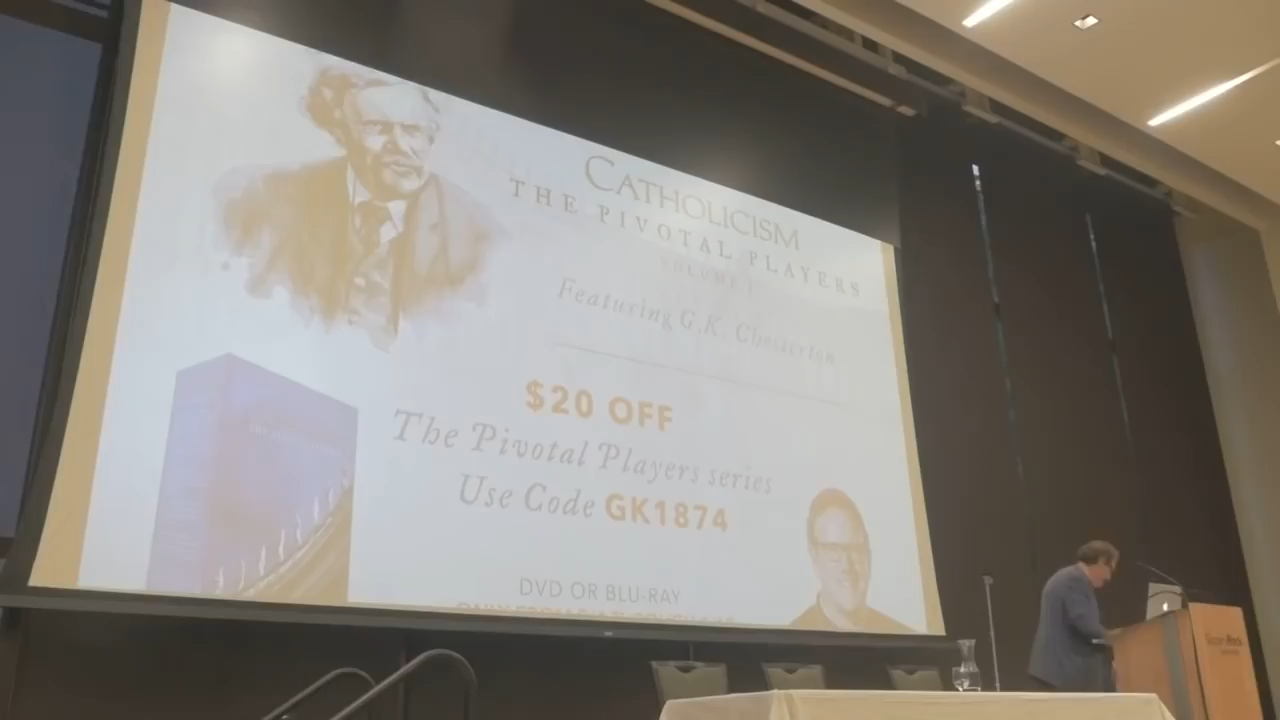 CATHOLICISM
THE PIVOTAL PLAYERS
VOLUME I
Featuring G.K. Chesterton
$20 OFF
The Pivotal Players series
Use Code GK1874
DVD OR BLU-RAY